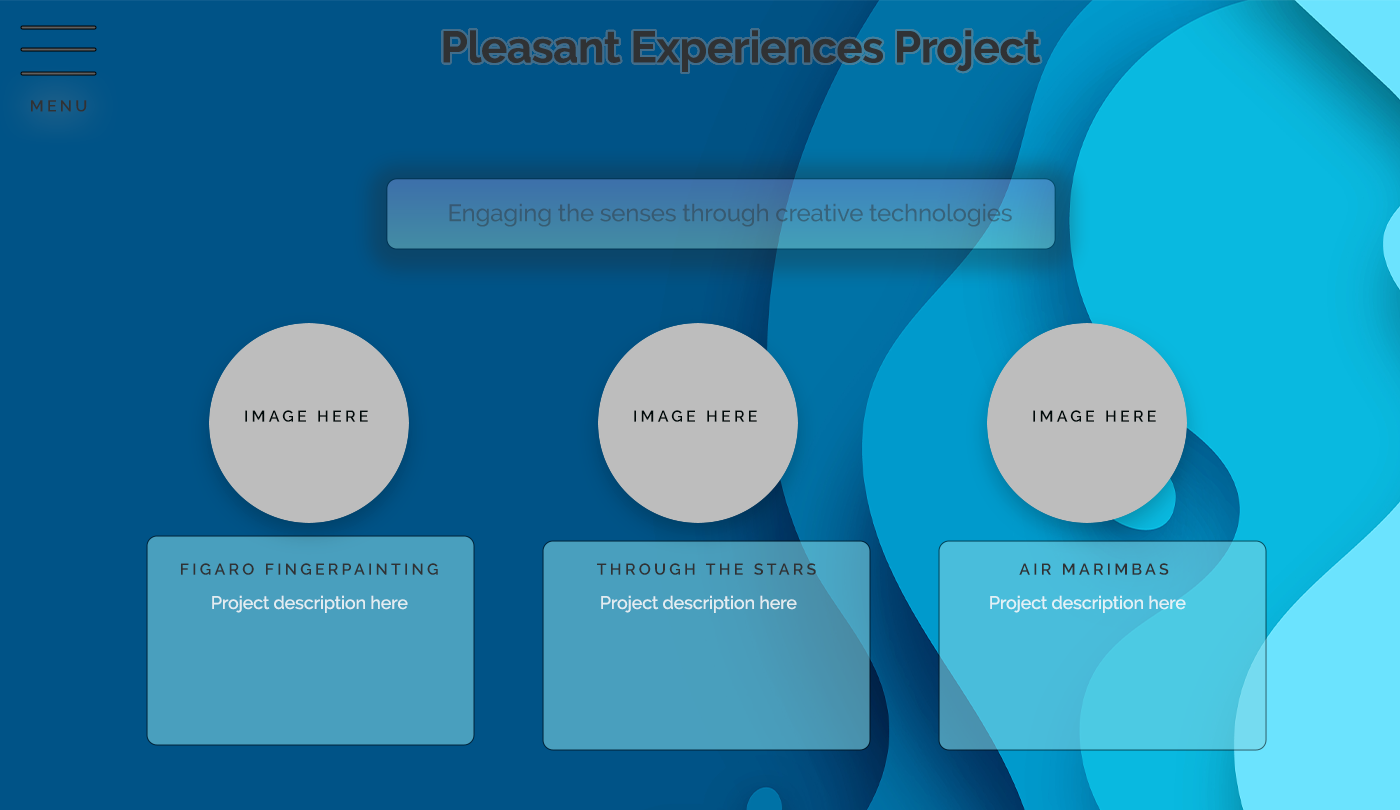 Pleasant Experiences Project
MENU
Engaging the senses through creative technologies
IMAGE HERE
IMAGE HERE
IMAGE HERE
FIGARO FINGERPAINTING
Project description here
THROUGH THE STARS
Project description here
AIR MARIMBAS
Project description here